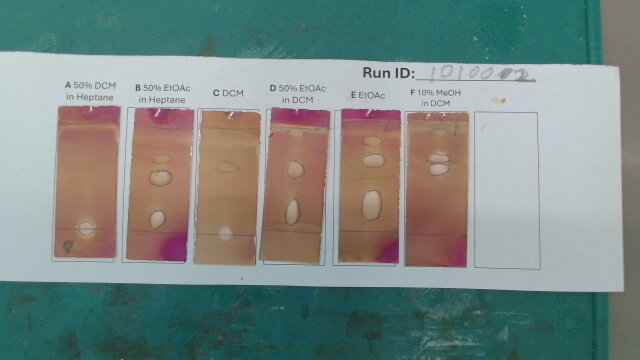 Run ID: 1010002
A 50% DCM
in Heptane
B 50% EtOAc
in Heptane
C DCM
D 50% EtOAc
in DCM
E EtOAc
F 10% MeOH
in DCM